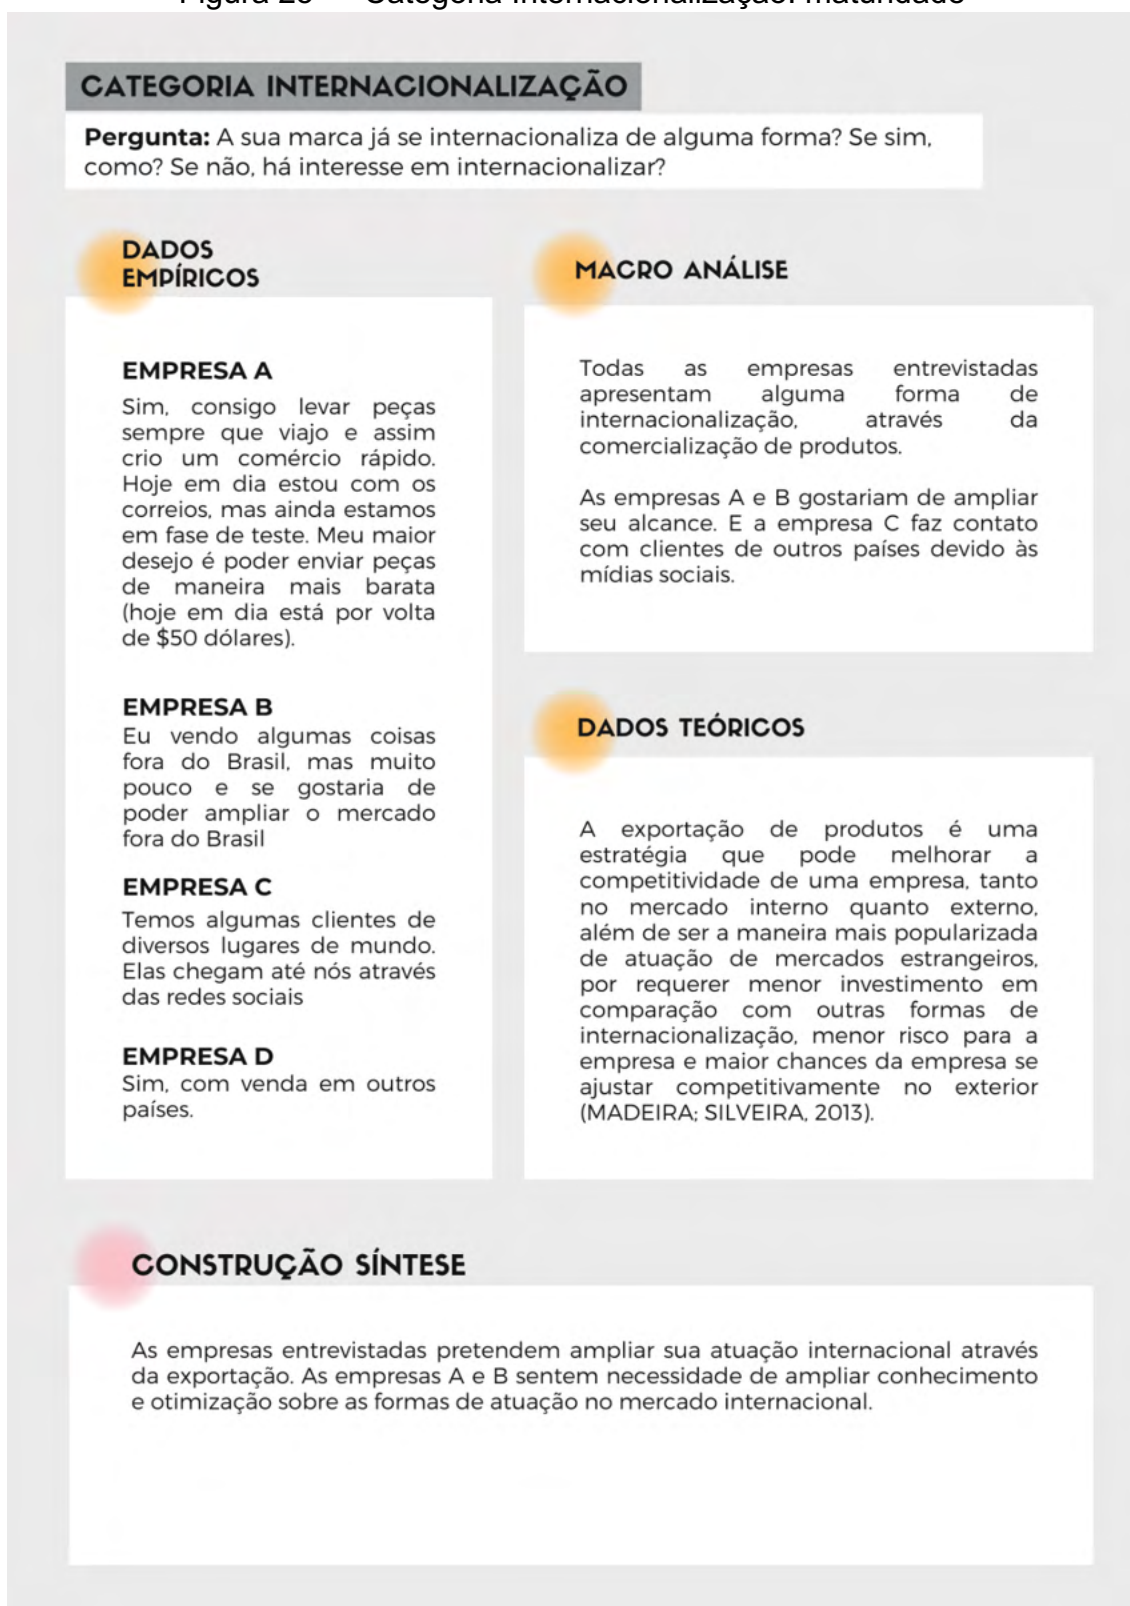 Categoria Internacionalização: maturidade
CATEGORIA INTERNACIONALIZAÇÃO
Pergunta: A sua marca já se internacionaliza de alguma forma? Se sim,
como? Se não, há interesse em internacionalizar?
DADOS
EMPÍRICOS
EMPRESA A
Sim, consigo levar peças
sempre que viajo e assim
crio um comércio rápido.
Hoje em dia estou com os
correios, mas ainda estamos
em fase de teste. Meu maior
desejo é poder enviar peças
de maneira mais barata
(hoje em dia está por volta
de $50 dólares).
EMPRESA B
Eu vendo algumas coisas
fora do Brasil, mas muito
pouco e se gostaria de
poder ampliar o mercado
fora do Brasil
EMPRESA C
Temos algumas clientes de
diversos lugares de mundo.
Elas chegam até nós através
das redes sociais
EMPRESA D
Sim, com venda em outros
países.
MACRO ANÁLISE
Todas as empresas entrevistadas
apresentam alguma forma de
internacionalização, através da
comercialização de produtos.
As empresas A e B gostariam de ampliar
seu alcance. E a empresa C faz contato
com clientes de outros países devido às
mídias sociais.
DADOS TEÓRICOS
A exportação de produtos é uma
estratégia que pode melhorar a
competitividade de uma empresa, tanto
no mercado interno quanto externo,
além de ser a maneira mais popularizada
de atuação de mercados estrangeiros,
por requerer menor investimento em
comparação com outras formas de
internacionalização, menor risco para a
empresa e maior chances da empresa se
ajustar competitivamente no exterior
(MADEIRA; SILVEIRA, 2013).
CONSTRUÇÃO SÍNTESE
As empresas entrevistadas pretendem ampliar sua atuação internacional através
da exportação. As empresas A e B sentem necessidade de ampliar conhecimento
e otimização sobre as formas de atuação no mercado internacional.